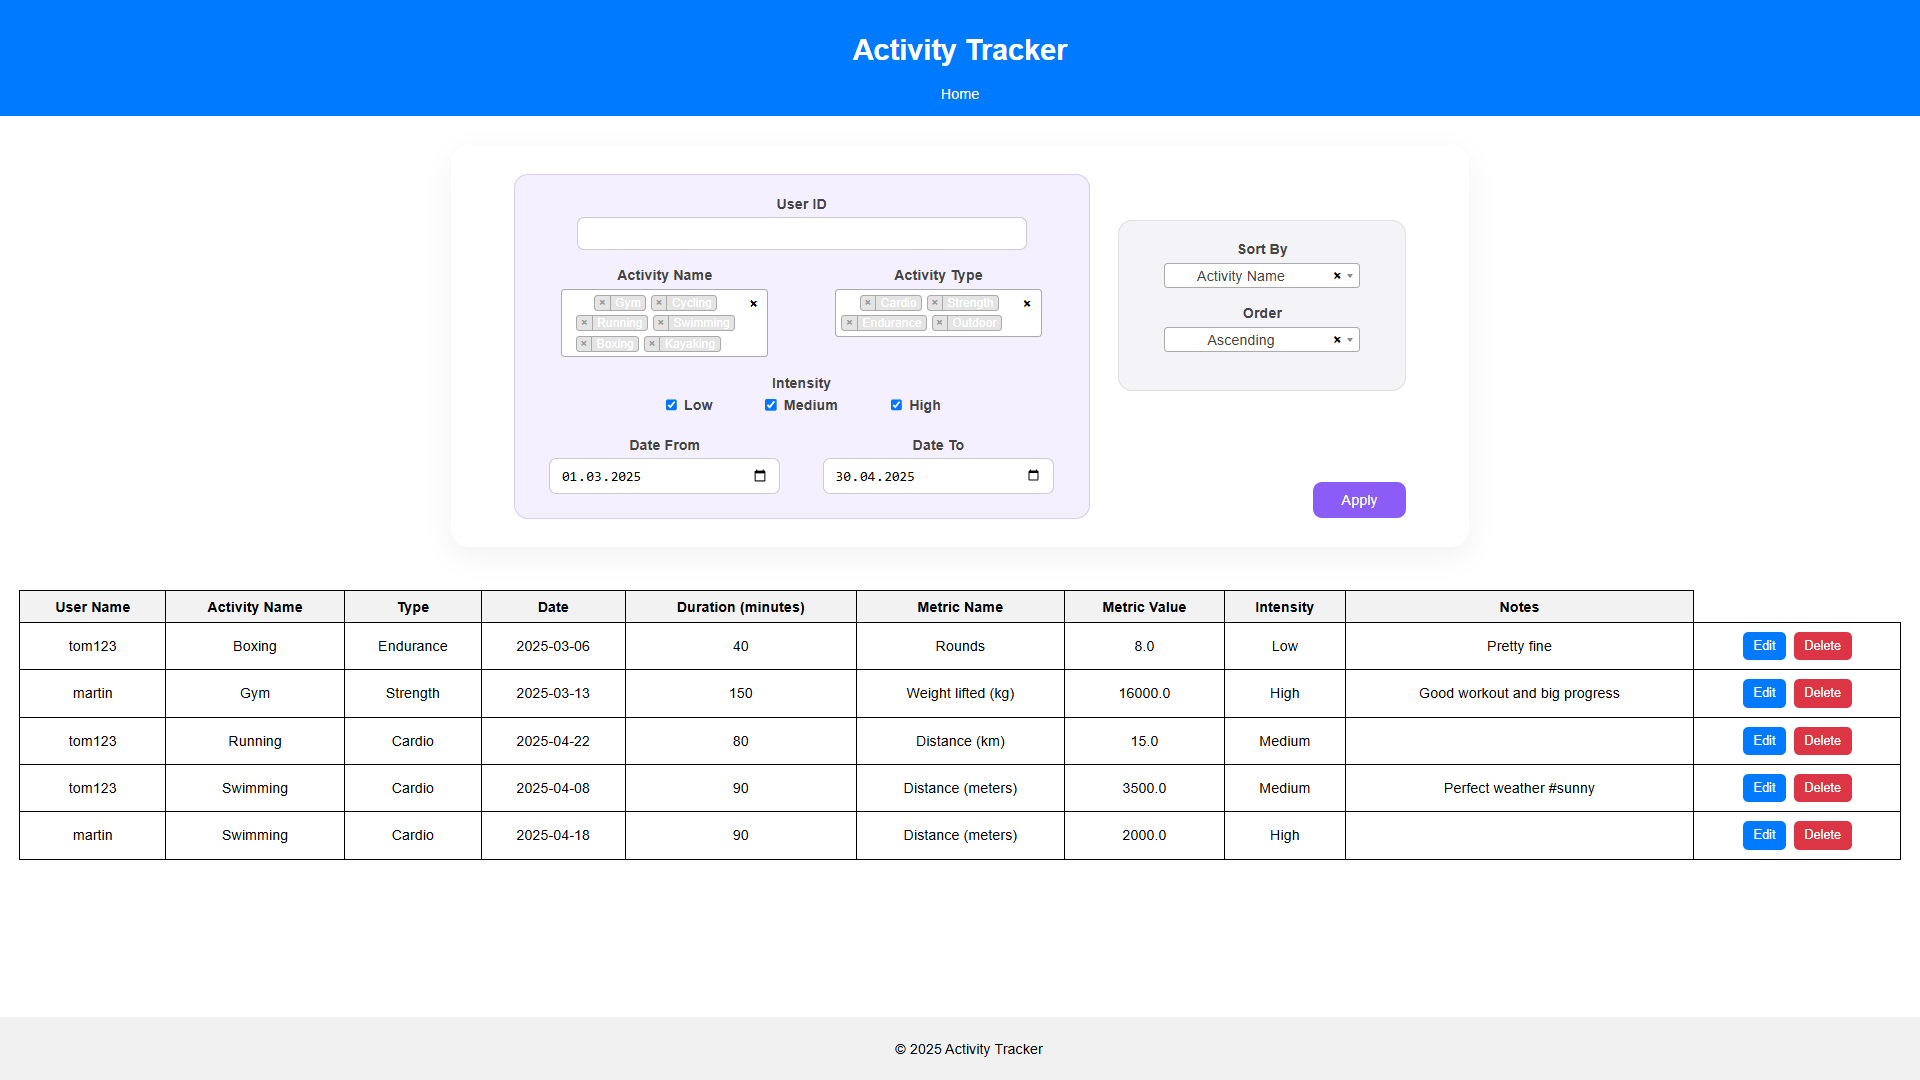 Activity Tracker
Home
User ID
Activity Name
Activity Type
× Gym × Cycling ×
× Running × Swimming
× Boxing × Kayaking
× Cardio × Strength ×
× Endurance × Outdoor
Intensity
Low Medium High
Date From
Date To
01.03.2025
30.04.2025
Sort By
Activity Name ×
Order
Ascending ×
Apply
User Name Activity Name Type Date Duration (minutes) Metric Name Metric Value Intensity Notes
tom123 Boxing Endurance 2025-03-06 40 Rounds 8.0 Low Pretty fine Edit Delete
martin Gym Strength 2025-03-13 150 Weight lifted (kg) 16000.0 High Good workout and big progress Edit Delete
tom123 Running Cardio 2025-04-22 80 Distance (km) 15.0 Medium Edit Delete
tom123 Swimming Cardio 2025-04-08 90 Distance (meters) 3500.0 Medium Perfect weather #sunny Edit Delete
martin Swimming Cardio 2025-04-18 90 Distance (meters) 2000.0 High Edit Delete
© 2025 Activity Tracker